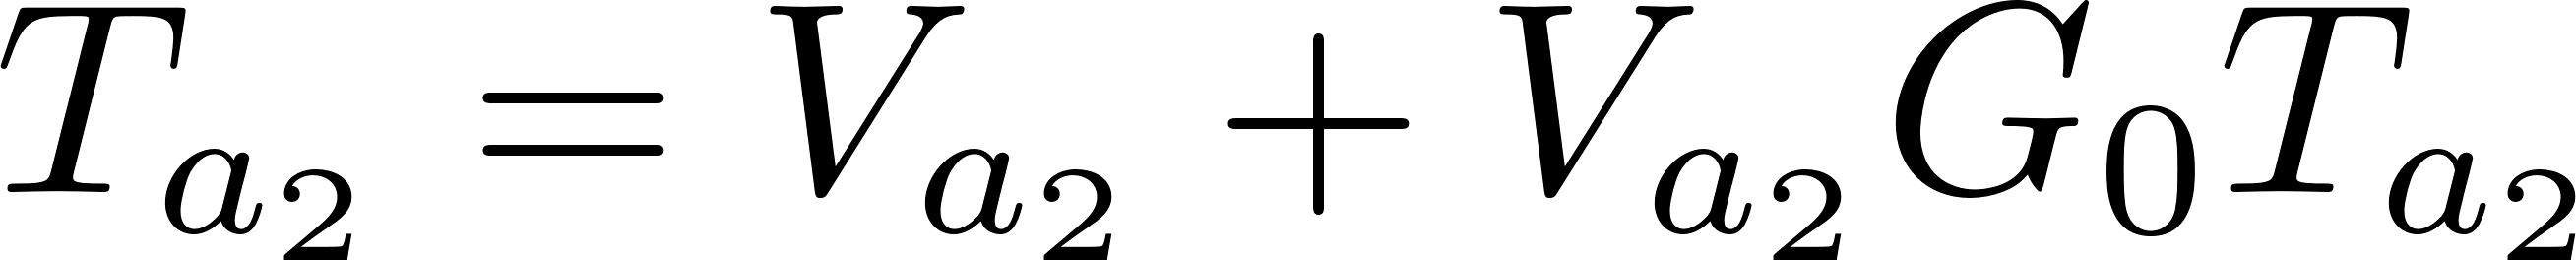 T_{a_2} = V_{a_2} + V_{a_2} G_0 T_{a_2}